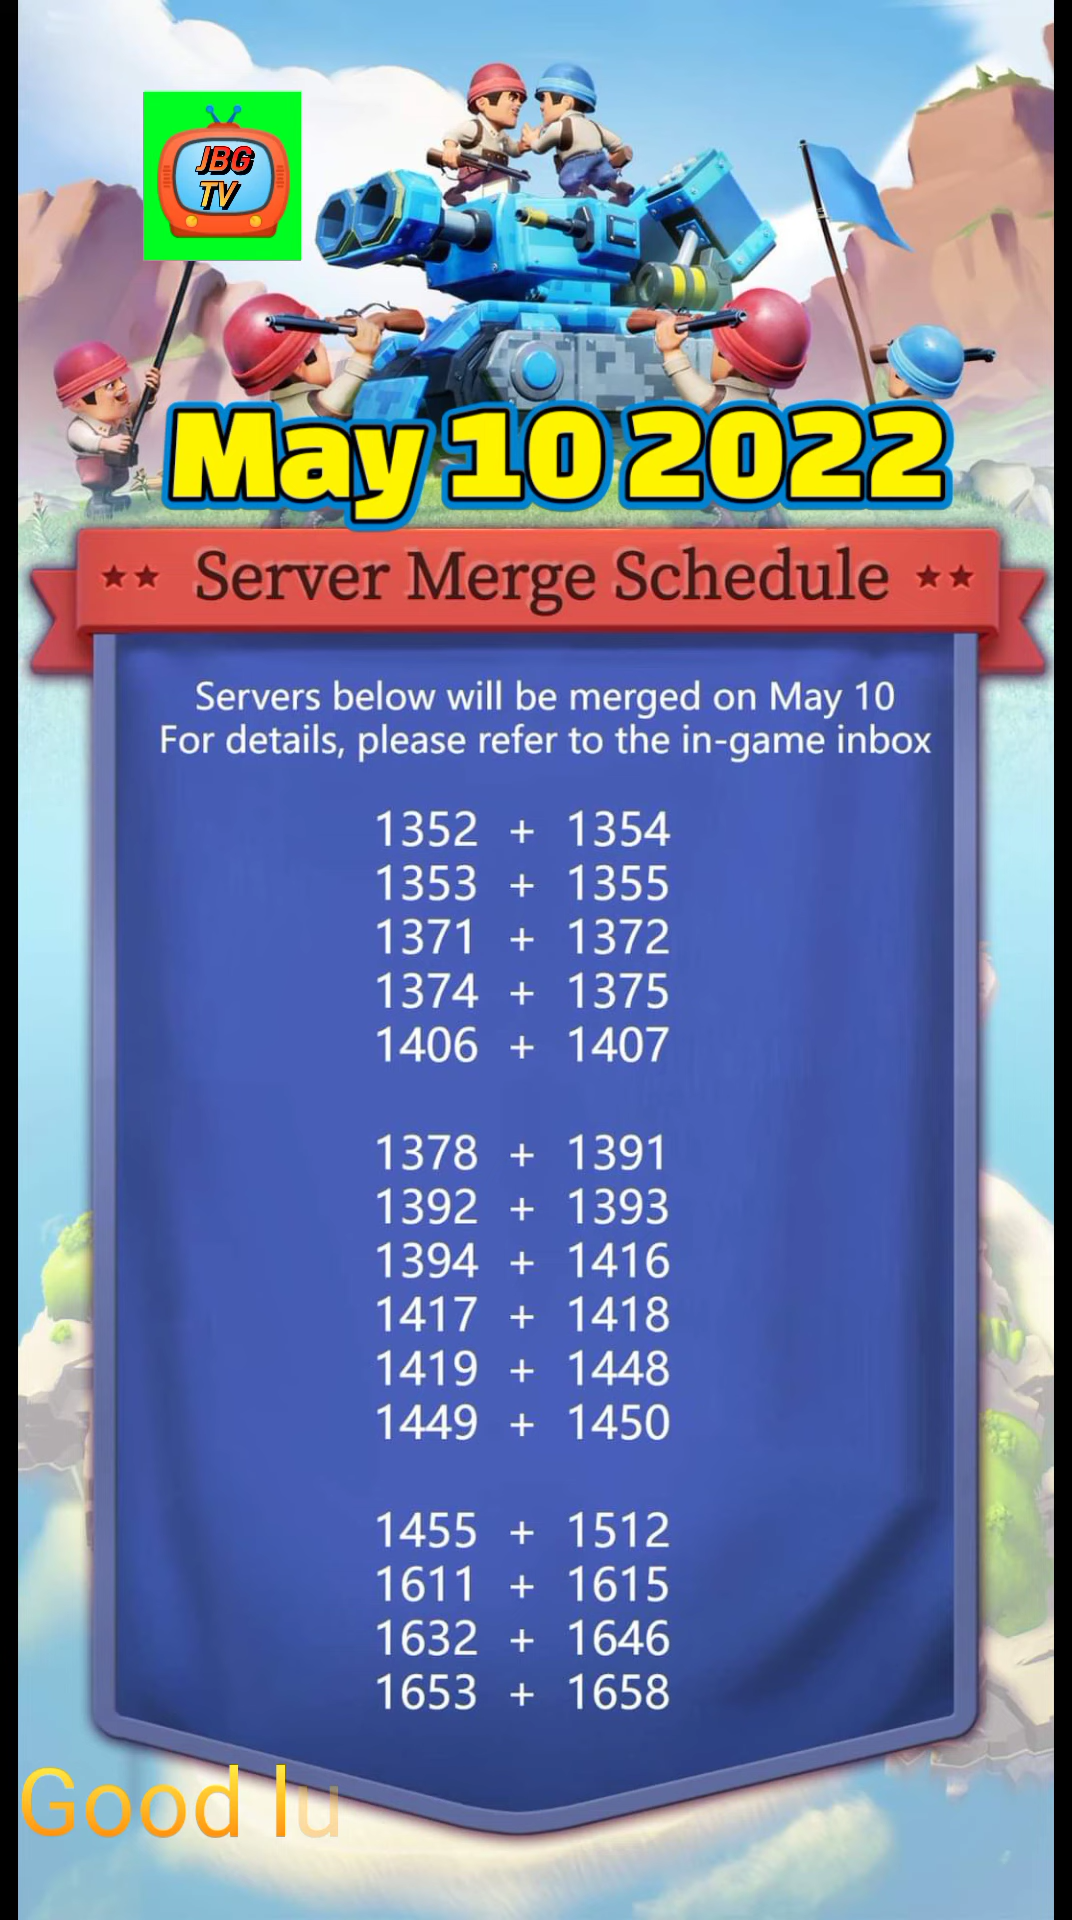 JBG
TV
May 10 2022
Server Merge Schedule
Servers below will be merged on May 10
For details, please refer to the in-game inbox
1352 + 1354
1353 + 1355
1371 + 1372
1374 + 1375
1406 + 1407
1378 + 1391
1392 + 1393
1394 + 1416
1417 + 1418
1419 + 1448
1449 + 1450
1455 + 1512
1611 + 1615
1632 + 1646
1653 + 1658
Good lu